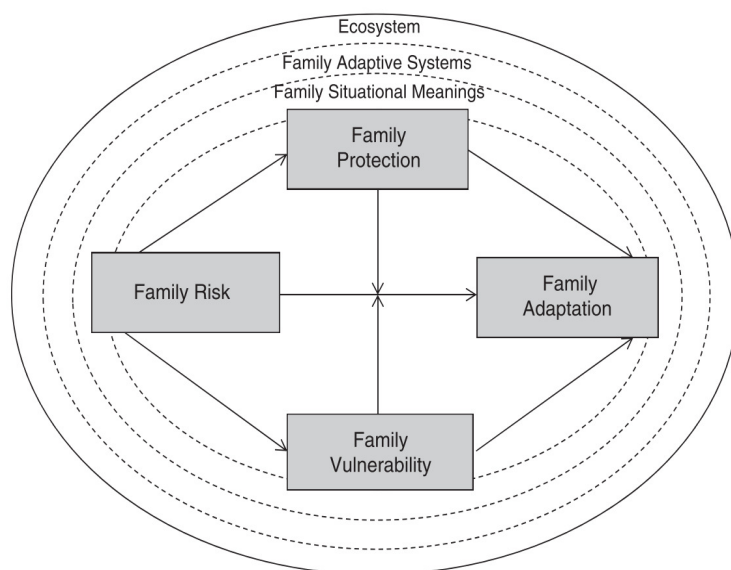 Ecosystem
Family Adaptive Systems
Family Situational Meanings
Family
Protection
Family Risk
Family
Adaptation
Family
Vulnerability